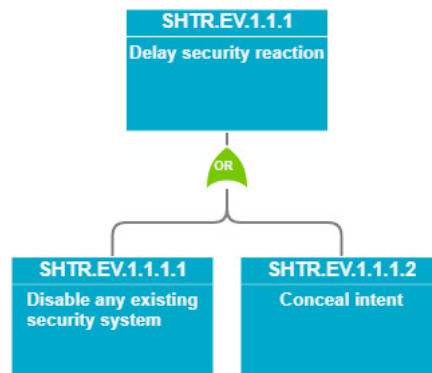 SHTR.EV.1.1.1
Delay security reaction
OR
SHTR.EV.1.1.1.1
Disable any existing
security system
SHTR.EV.1.1.1.2
Conceal intent